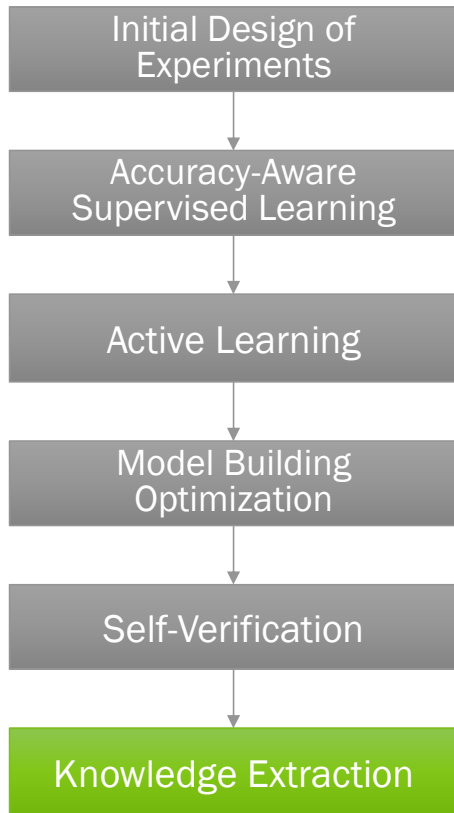 Initial Design of
Experiments
Accuracy-Aware
Supervised Learning
Active Learning
Model Building
Optimization
Self-Verification
Knowledge Extraction